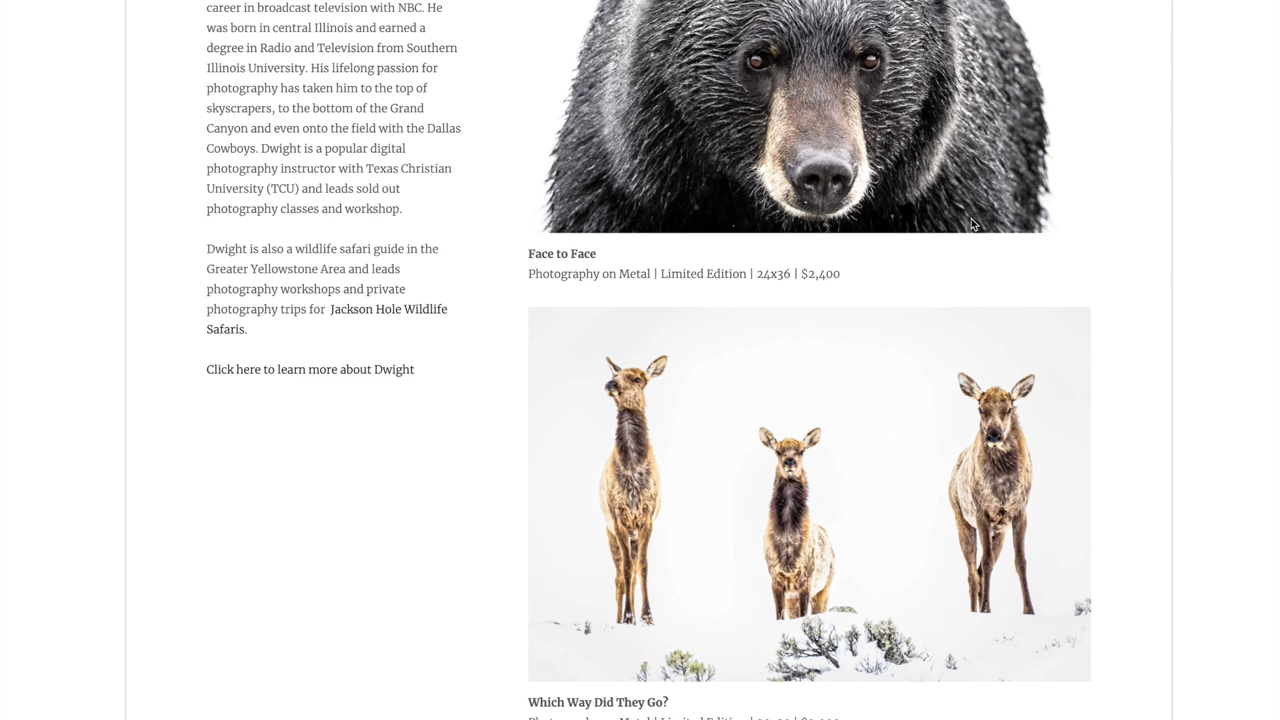 career in broadcast television with NBC. He
was born in central Illinois and earned a
degree in Radio and Television from Southern
Illinois University. His lifelong passion for
photography has taken him to the top of
skyscrapers, to the bottom of the Grand
Canyon and even onto the field with the Dallas
Cowboys. Dwight is a popular digital
photography instructor with Texas Christian
University (TCU) and leads sold out
photography classes and workshop.
Dwight is also a wildlife safari guide in the
Greater Yellowstone Area and leads
photography workshops and private
photography trips for Jackson Hole Wildlife
Safaris.
Click here to learn more about Dwight
Face to Face
Photography on Metal | Limited Edition | 24x36 | $2,400
Which Way Did They Go?
Photography on Metal | Limited Edition |